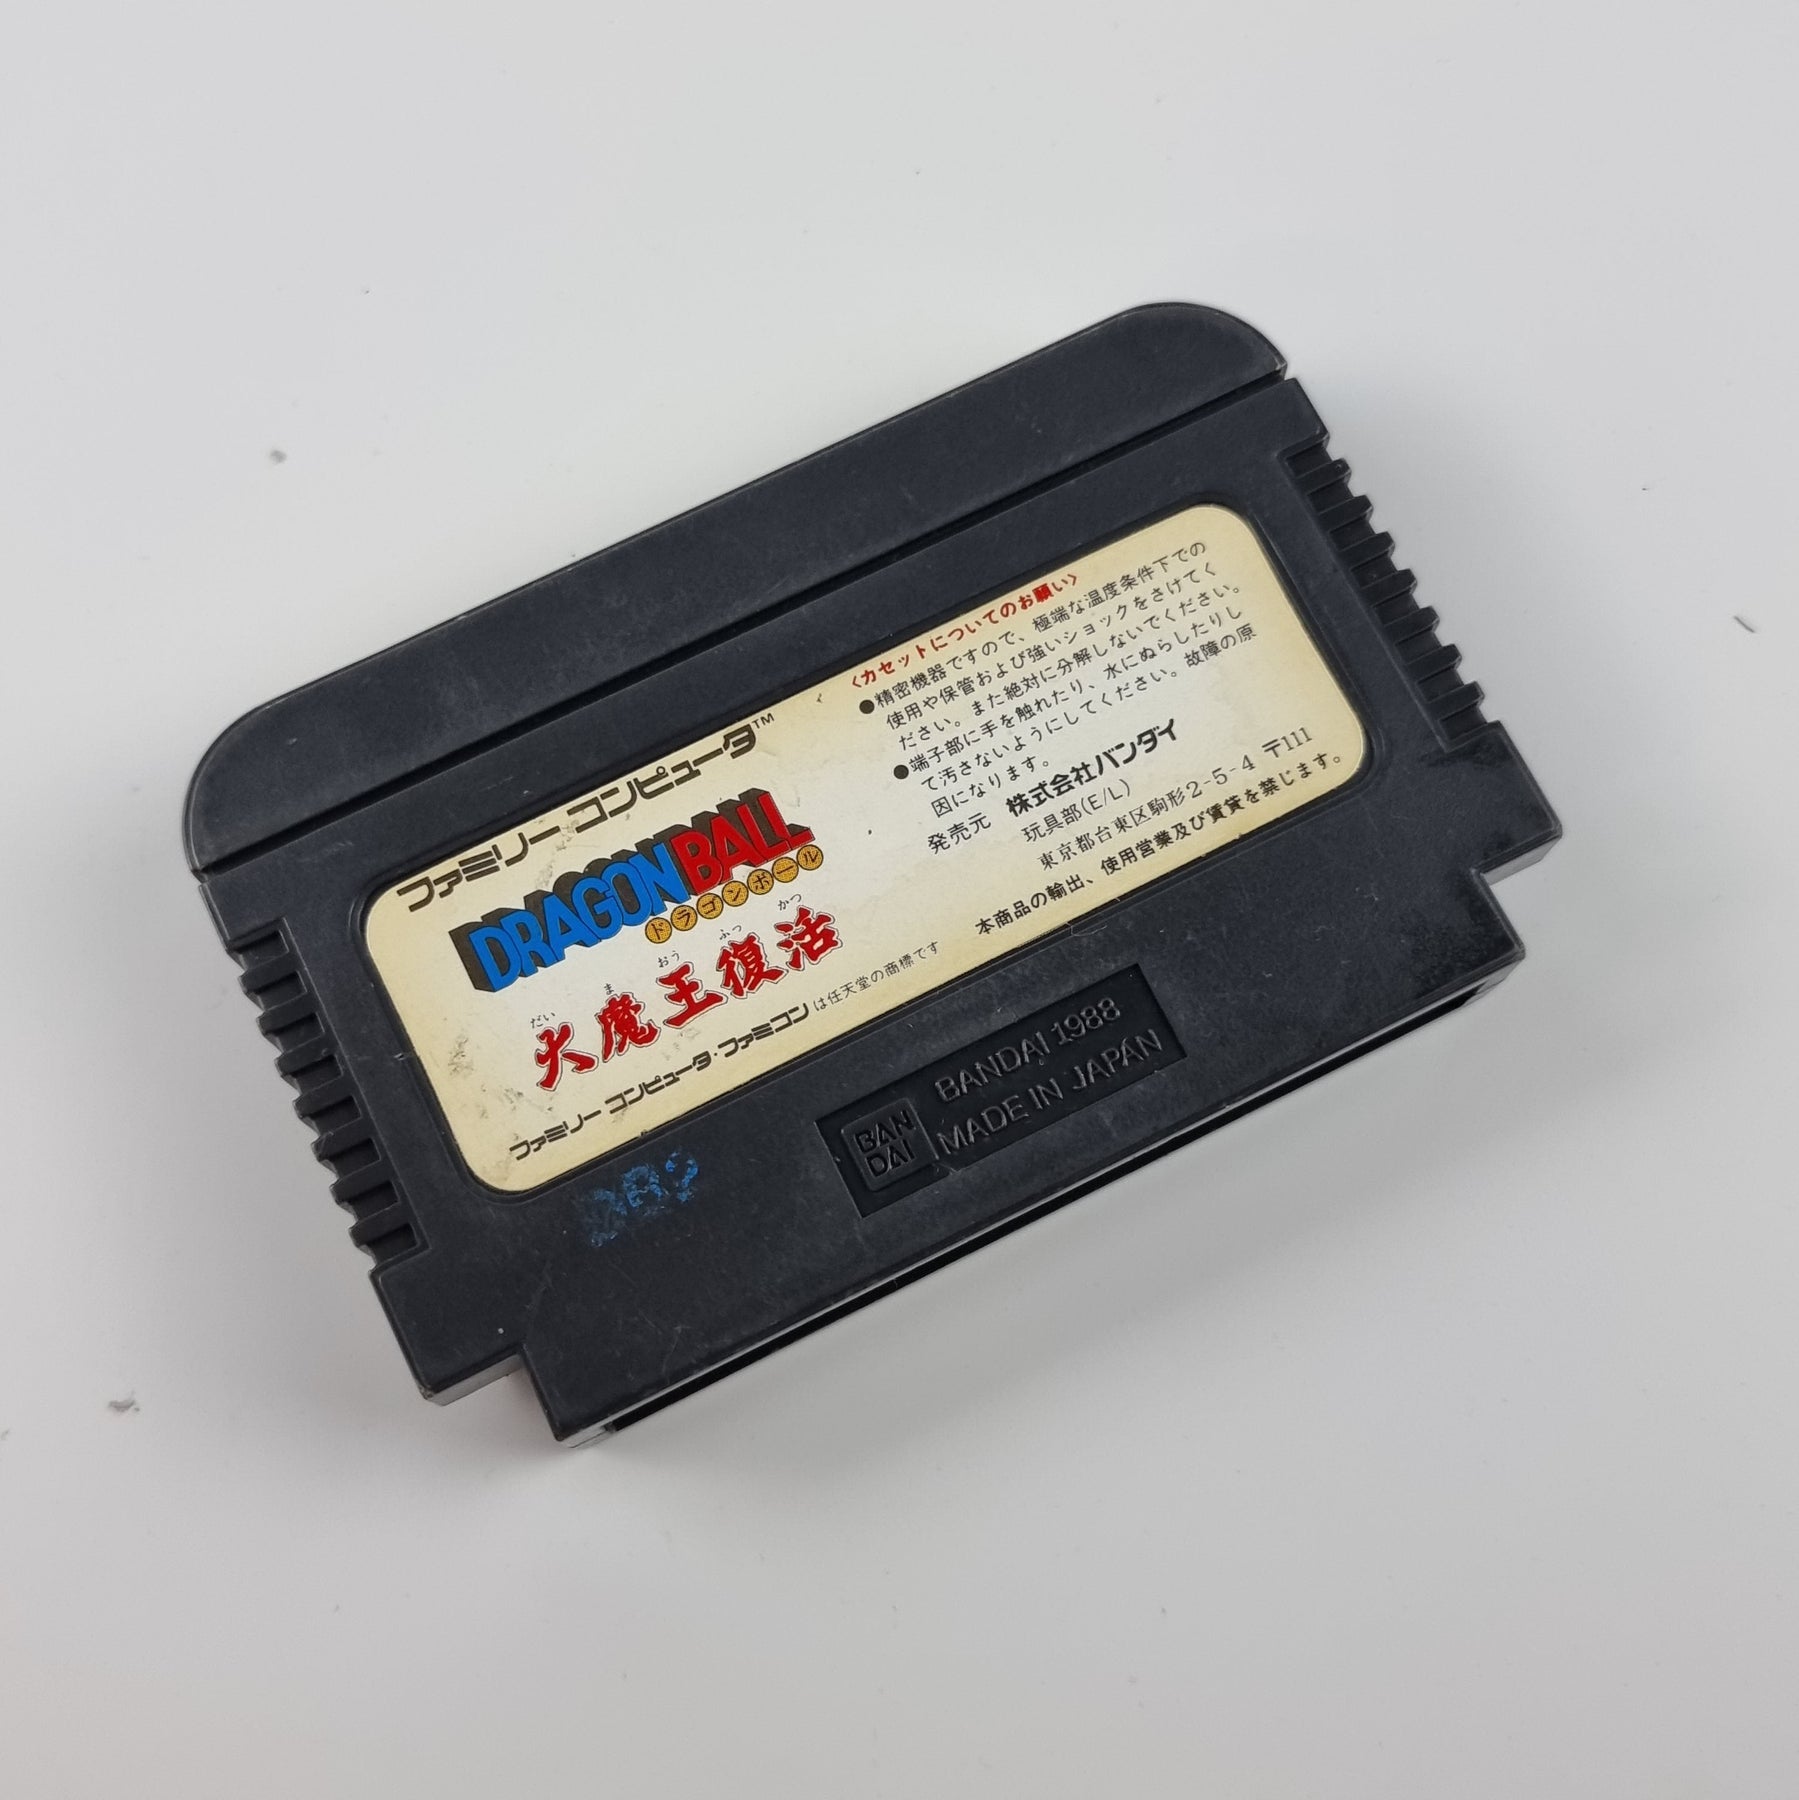 ファミリーコンピュータ™
DRAGON BALL
ドラゴンボール
だい ま おう ふっ かつ
大魔王復活
ファミリーコンピュータ・ファミコンは任天堂の商標です
〈カセットについてのお願い〉
●精密機器ですので、極端な温度条件下での
使用や保管および強いショックをさけてく
ださい。また絶対に分解しないでください。
●端子部に手を触れたり、水にぬらしたりし
て汚さないようにしてください。故障の原
因になります。
発売元 株式会社バンダイ
玩具部(E/L)
東京都台東区駒形2-5-4 〒111
本商品の輸出、使用営業及び賃貸を禁じます。
BANDAI
BANDAI 1988
MADE IN JAPAN